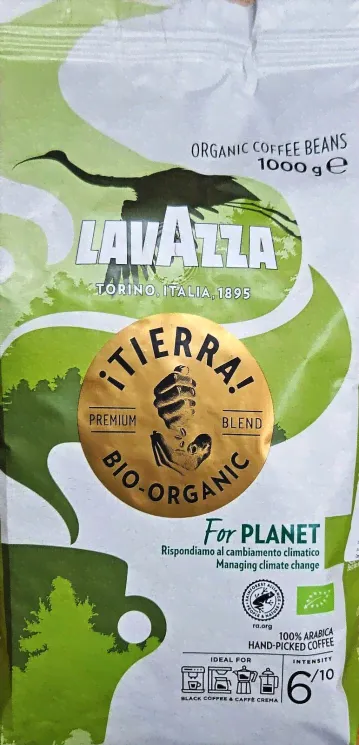 ORGANIC COFFEE BEANS
1000 g e
LAVAZZA
TORINO, ITALIA, 1895
¡TIERRA!
PREMIUM BLEND
BIO-ORGANIC
For PLANET
Rispondiamo al cambiamento climatico
Managing climate change
ra.org
100% ARABICA
HAND-PICKED COFFEE
IDEAL FOR
BLACK COFFEE & CAFFÈ CREMA
INTENSITY
6/10